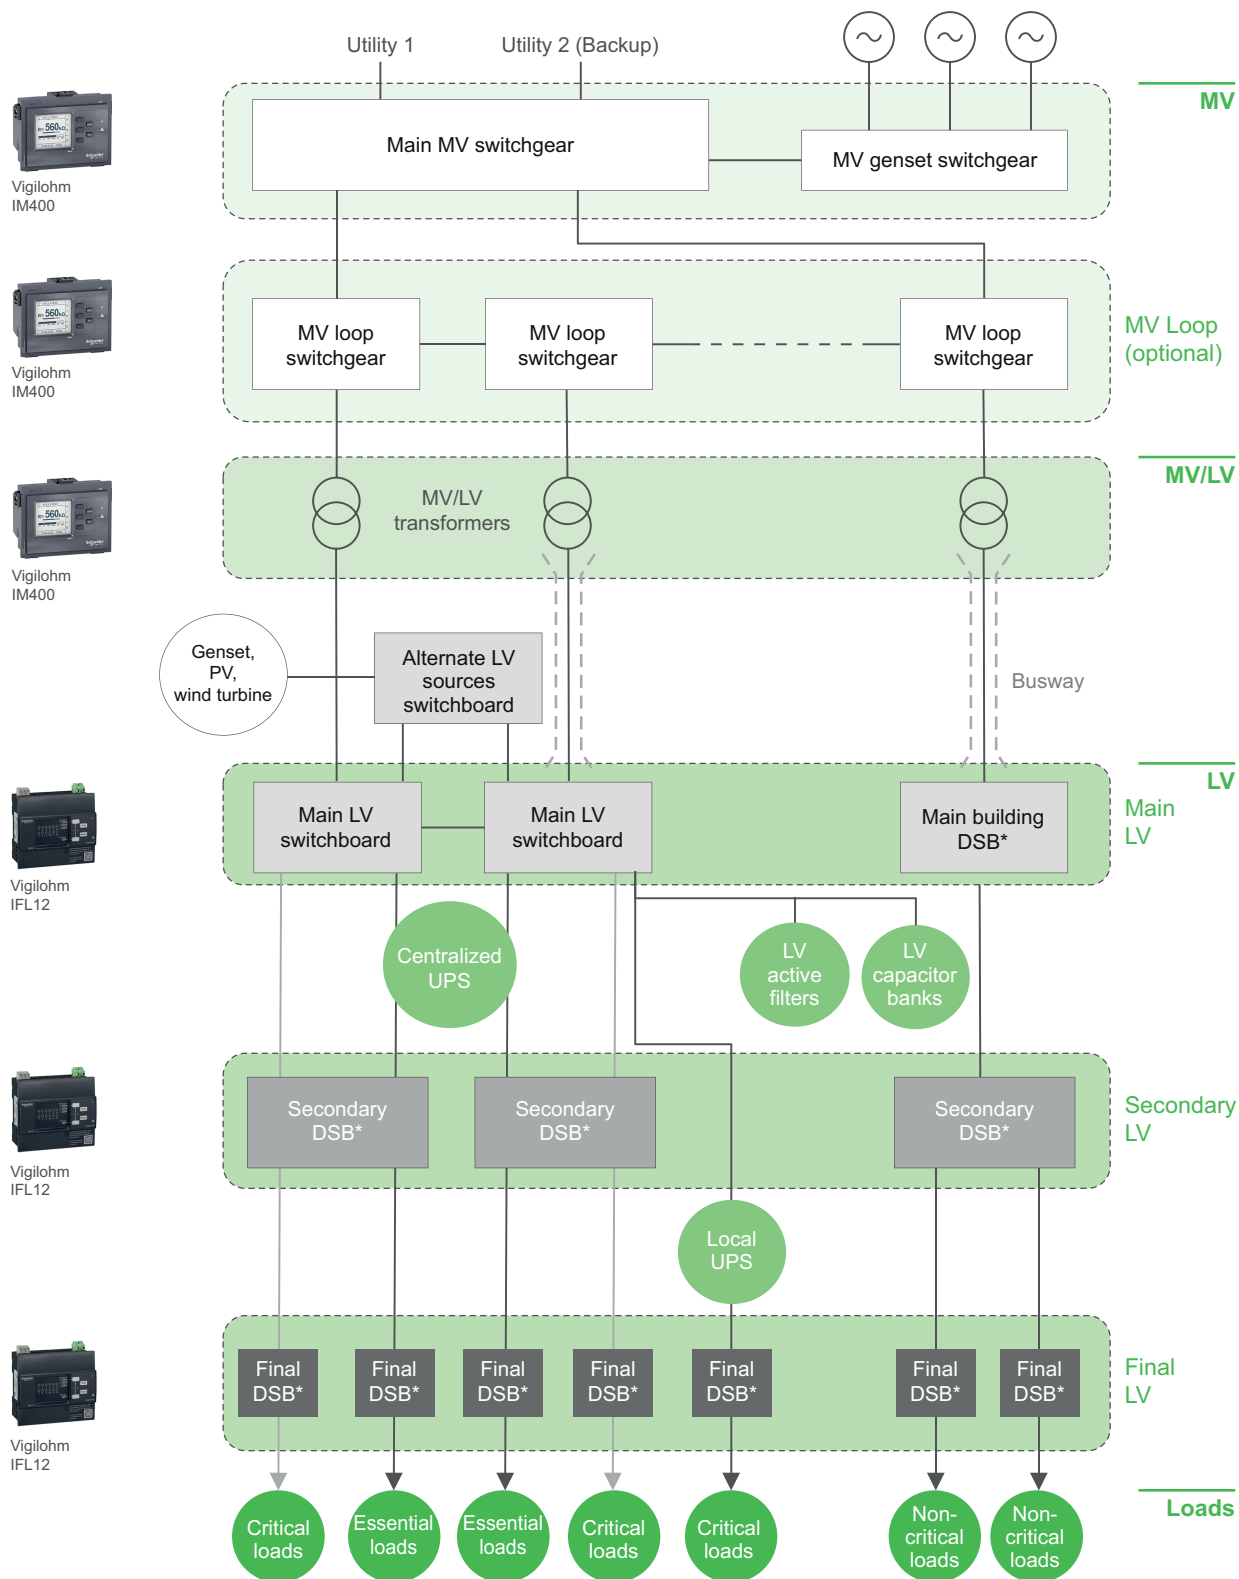 Utility 1
Utility 2 (Backup)
MV
Main MV switchgear
MV genset switchgear
560
Vigilohm
IM400
MV loop
switchgear
MV loop
switchgear
MV loop
switchgear
MV Loop
(optional)
560
Vigilohm
IM400
MV/LV
MV/LV
transformers
560
Vigilohm
IM400
Genset,
PV,
wind turbine
Alternate LV
sources
switchboard
Busway
LV
Main LV
switchboard
Main LV
switchboard
Main building
DSB*
Main
LV
Vigilohm
IFL12
Centralized
UPS
LV
active
filters
LV
capacitor
banks
Secondary
DSB*
Secondary
DSB*
Secondary
DSB*
Secondary
LV
Vigilohm
IFL12
Local
UPS
Final
DSB*
Final
DSB*
Final
DSB*
Final
DSB*
Final
DSB*
Final
DSB*
Final
DSB*
Final
LV
Vigilohm
IFL12
Loads
Critical
loads
Essential
loads
Essential
loads
Critical
loads
Critical
loads
Non-
critical
loads
Non-
critical
loads